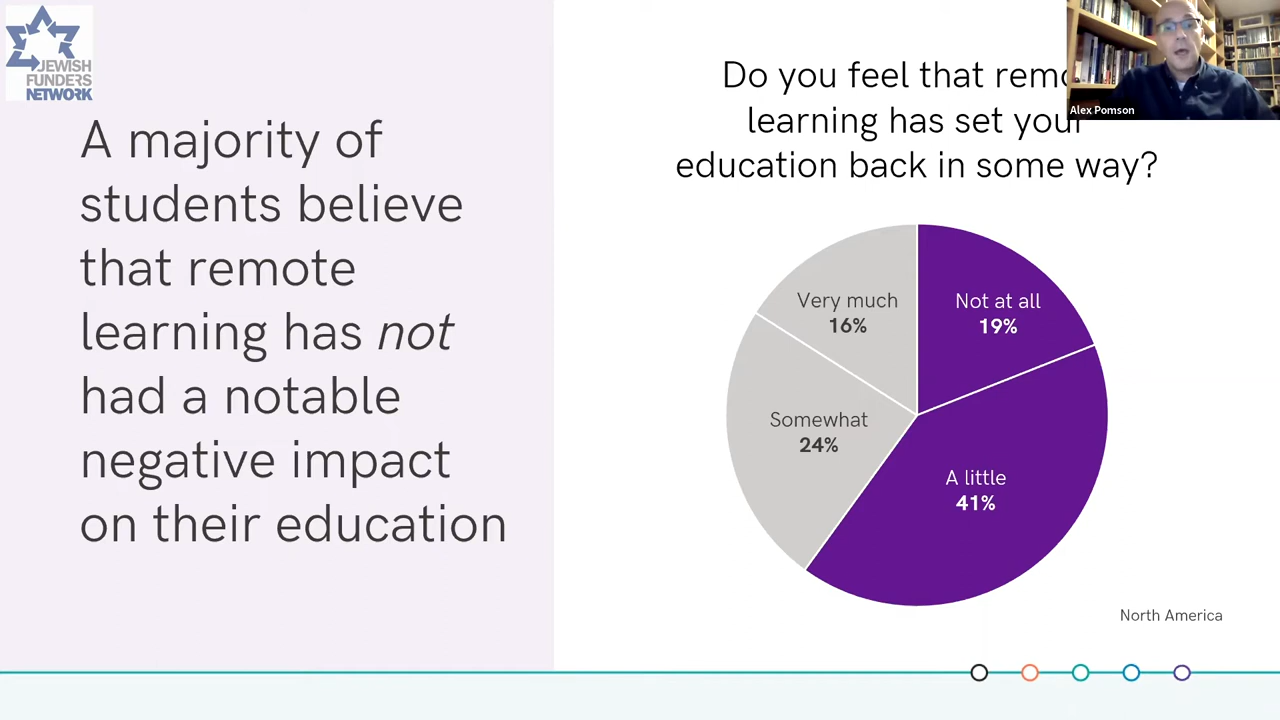 JEWISH
FUNDERS
NETWORK
A majority of
students believe
that remote
learning has not
had a notable
negative impact
on their education
Do you feel that
learning has set your
education back in some way?
Alex Pomson
Very much
16%
Not at all
19%
Somewhat
24%
A little
41%
North America